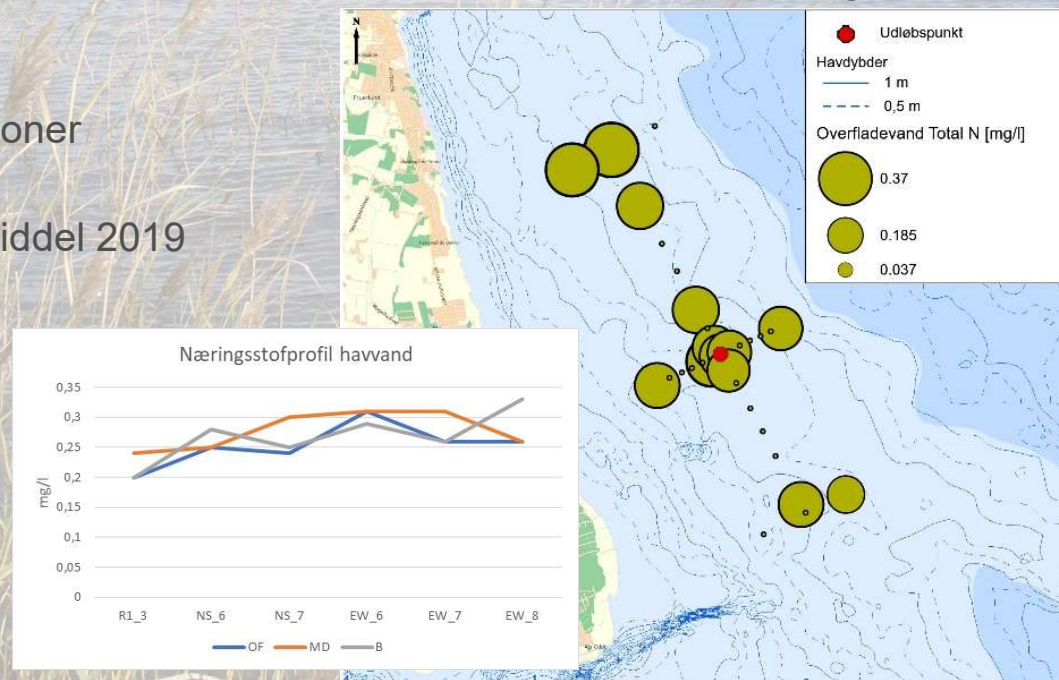 oner
iddel 2019
N
Udløbspunkt
Havdybder
1 m
0,5 m
Overfladevand Total N [mg/l]
0.37
0.185
0.037
Næringsstofprofil havvand
0,35
0,3
0,25
0,2
0,15
0,1
0,05
0
mg/l
R1_3 NS_6 NS_7 EW_6 EW_7 EW_8
OF MD B